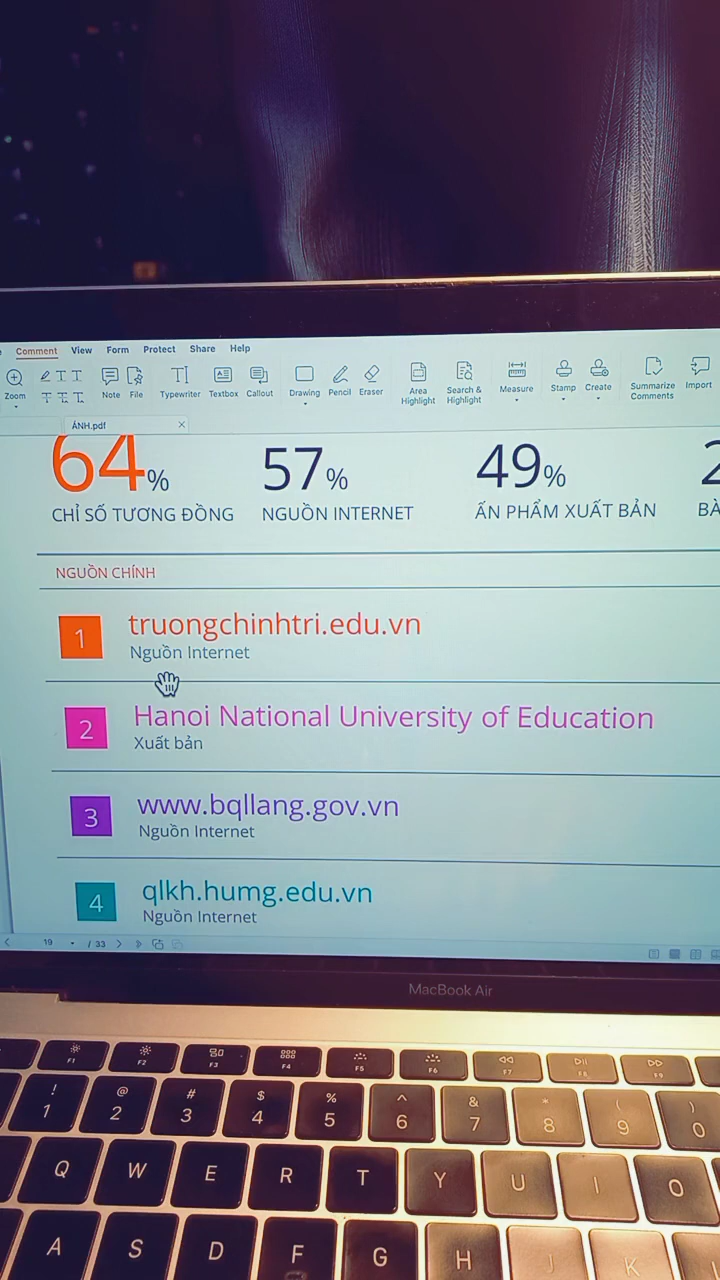 Comment View Form Protect Share Help
Zoom Note File Typewriter Textbox Callout Drawing Pencil Eraser Area Highlight Search & Highlight Measure Stamp Create Summarize Comments Import
ÁNH.pdf ×
64% 57% 49% 2
CHỈ SỐ TƯƠNG ĐỒNG NGUỒN INTERNET ẤN PHẨM XUẤT BẢN BÀ
NGUỒN CHÍNH
1 truongchinhtri.edu.vn
Nguồn Internet
2 Hanoi National University of Education
Xuất bản
3 www.bqllang.gov.vn
Nguồn Internet
4 qlkh.humg.edu.vn
Nguồn Internet
19 / 33
MacBook Air
F1 F2 F3 F4 F5 F6 F7 F8 F9
! @ # $ % ^ & * ( )
1 2 3 4 5 6 7 8 9 0
Q W E R T Y U I O
A S D F G H J K L